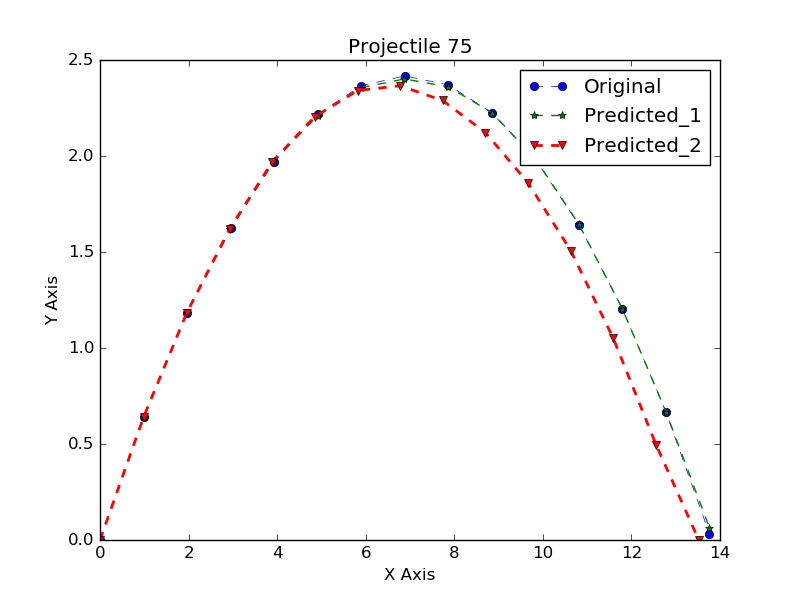 Projectile 75
Original
Predicted_1
Predicted_2
2.5
2.0
1.5
1.0
0.5
0.0
Y Axis
0 2 4 6 8 10 12 14
X Axis